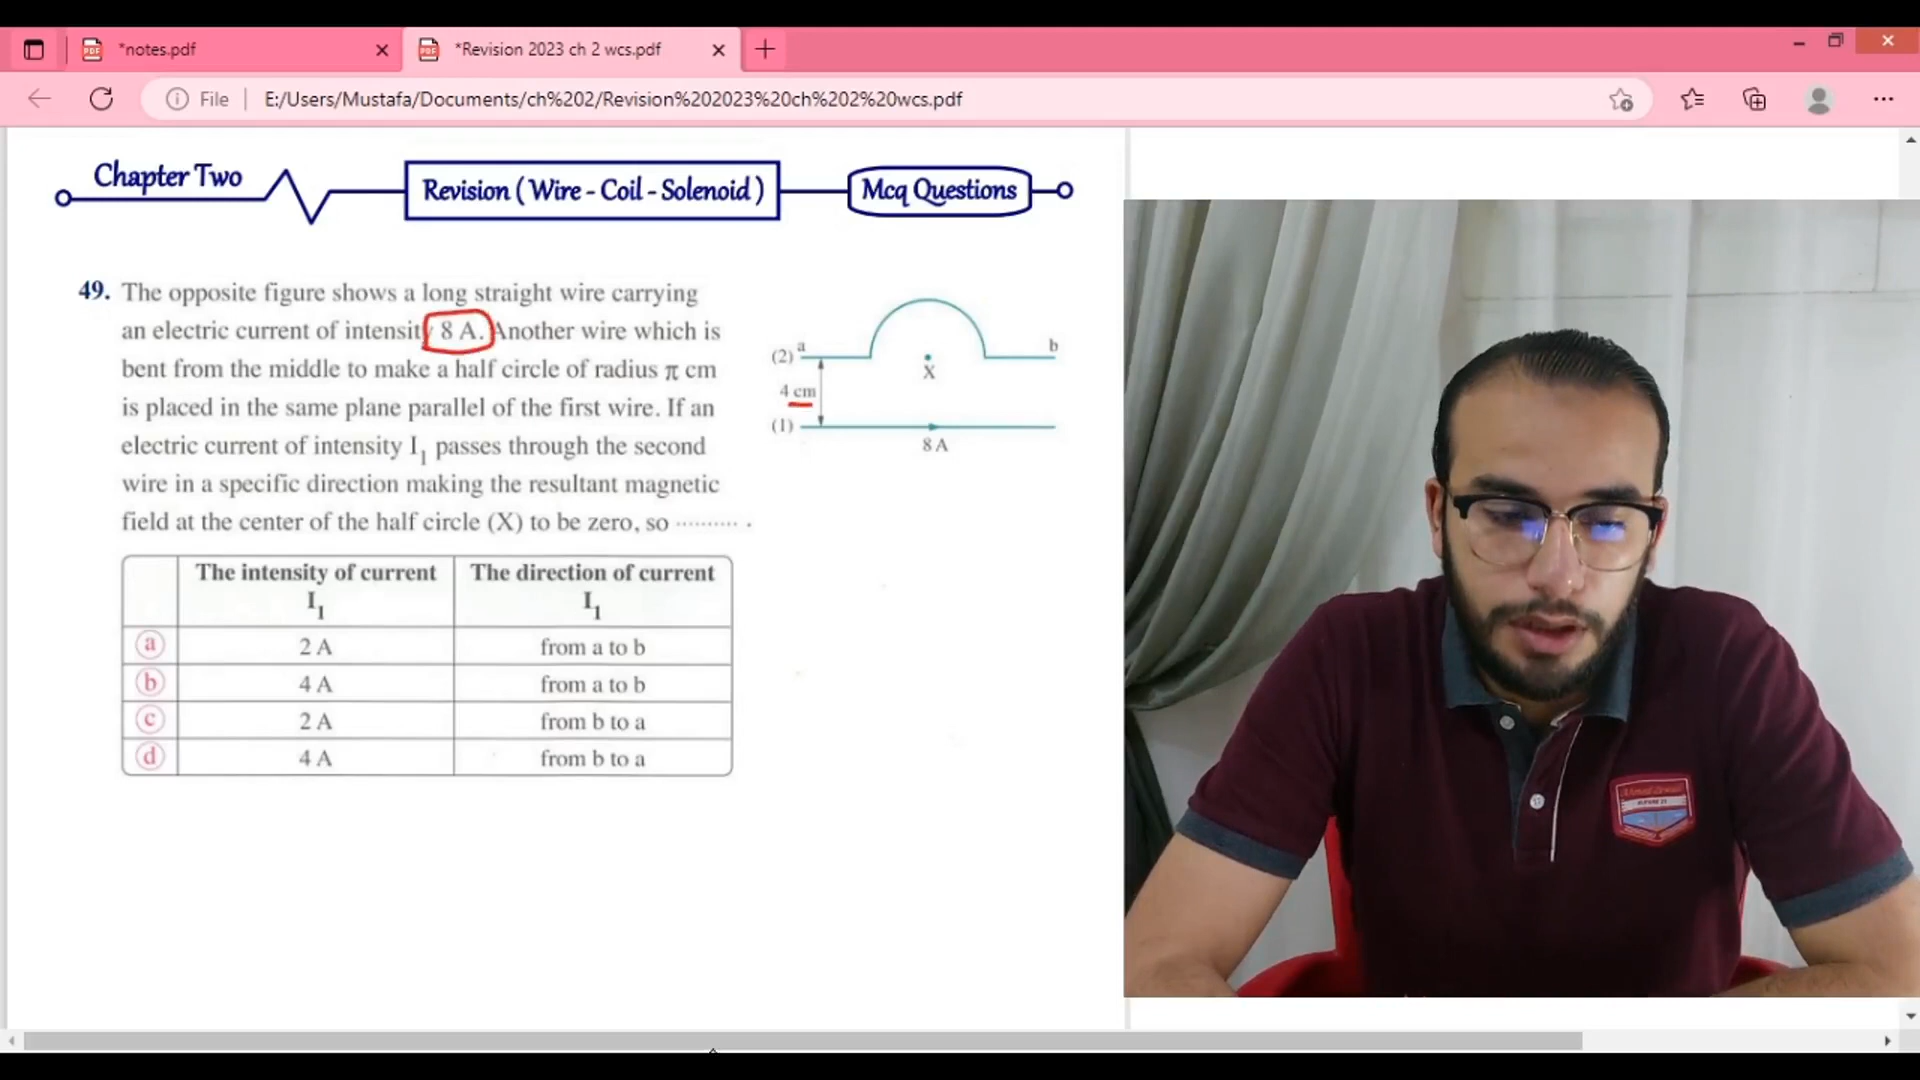 *notes.pdf
*Revision 2023 ch 2 wcs.pdf
File
E:/Users/Mustafa/Documents/ch%202/Revision%202023%20ch%202%20wcs.pdf
Chapter Two
Revision ( Wire - Coil - Solenoid )
Mcq Questions
49. The opposite figure shows a long straight wire carrying
an electric current of intensity 8 A. Another wire which is
bent from the middle to make a half circle of radius π cm
is placed in the same plane parallel of the first wire. If an
electric current of intensity I₁ passes through the second
wire in a specific direction making the resultant magnetic
field at the center of the half circle (X) to be zero, so .......... .
(2) a
b
X
4 cm
(1)
8 A
The intensity of current I₁ The direction of current I₁
a 2 A from a to b
b 4 A from a to b
c 2 A from b to a
d 4 A from b to a